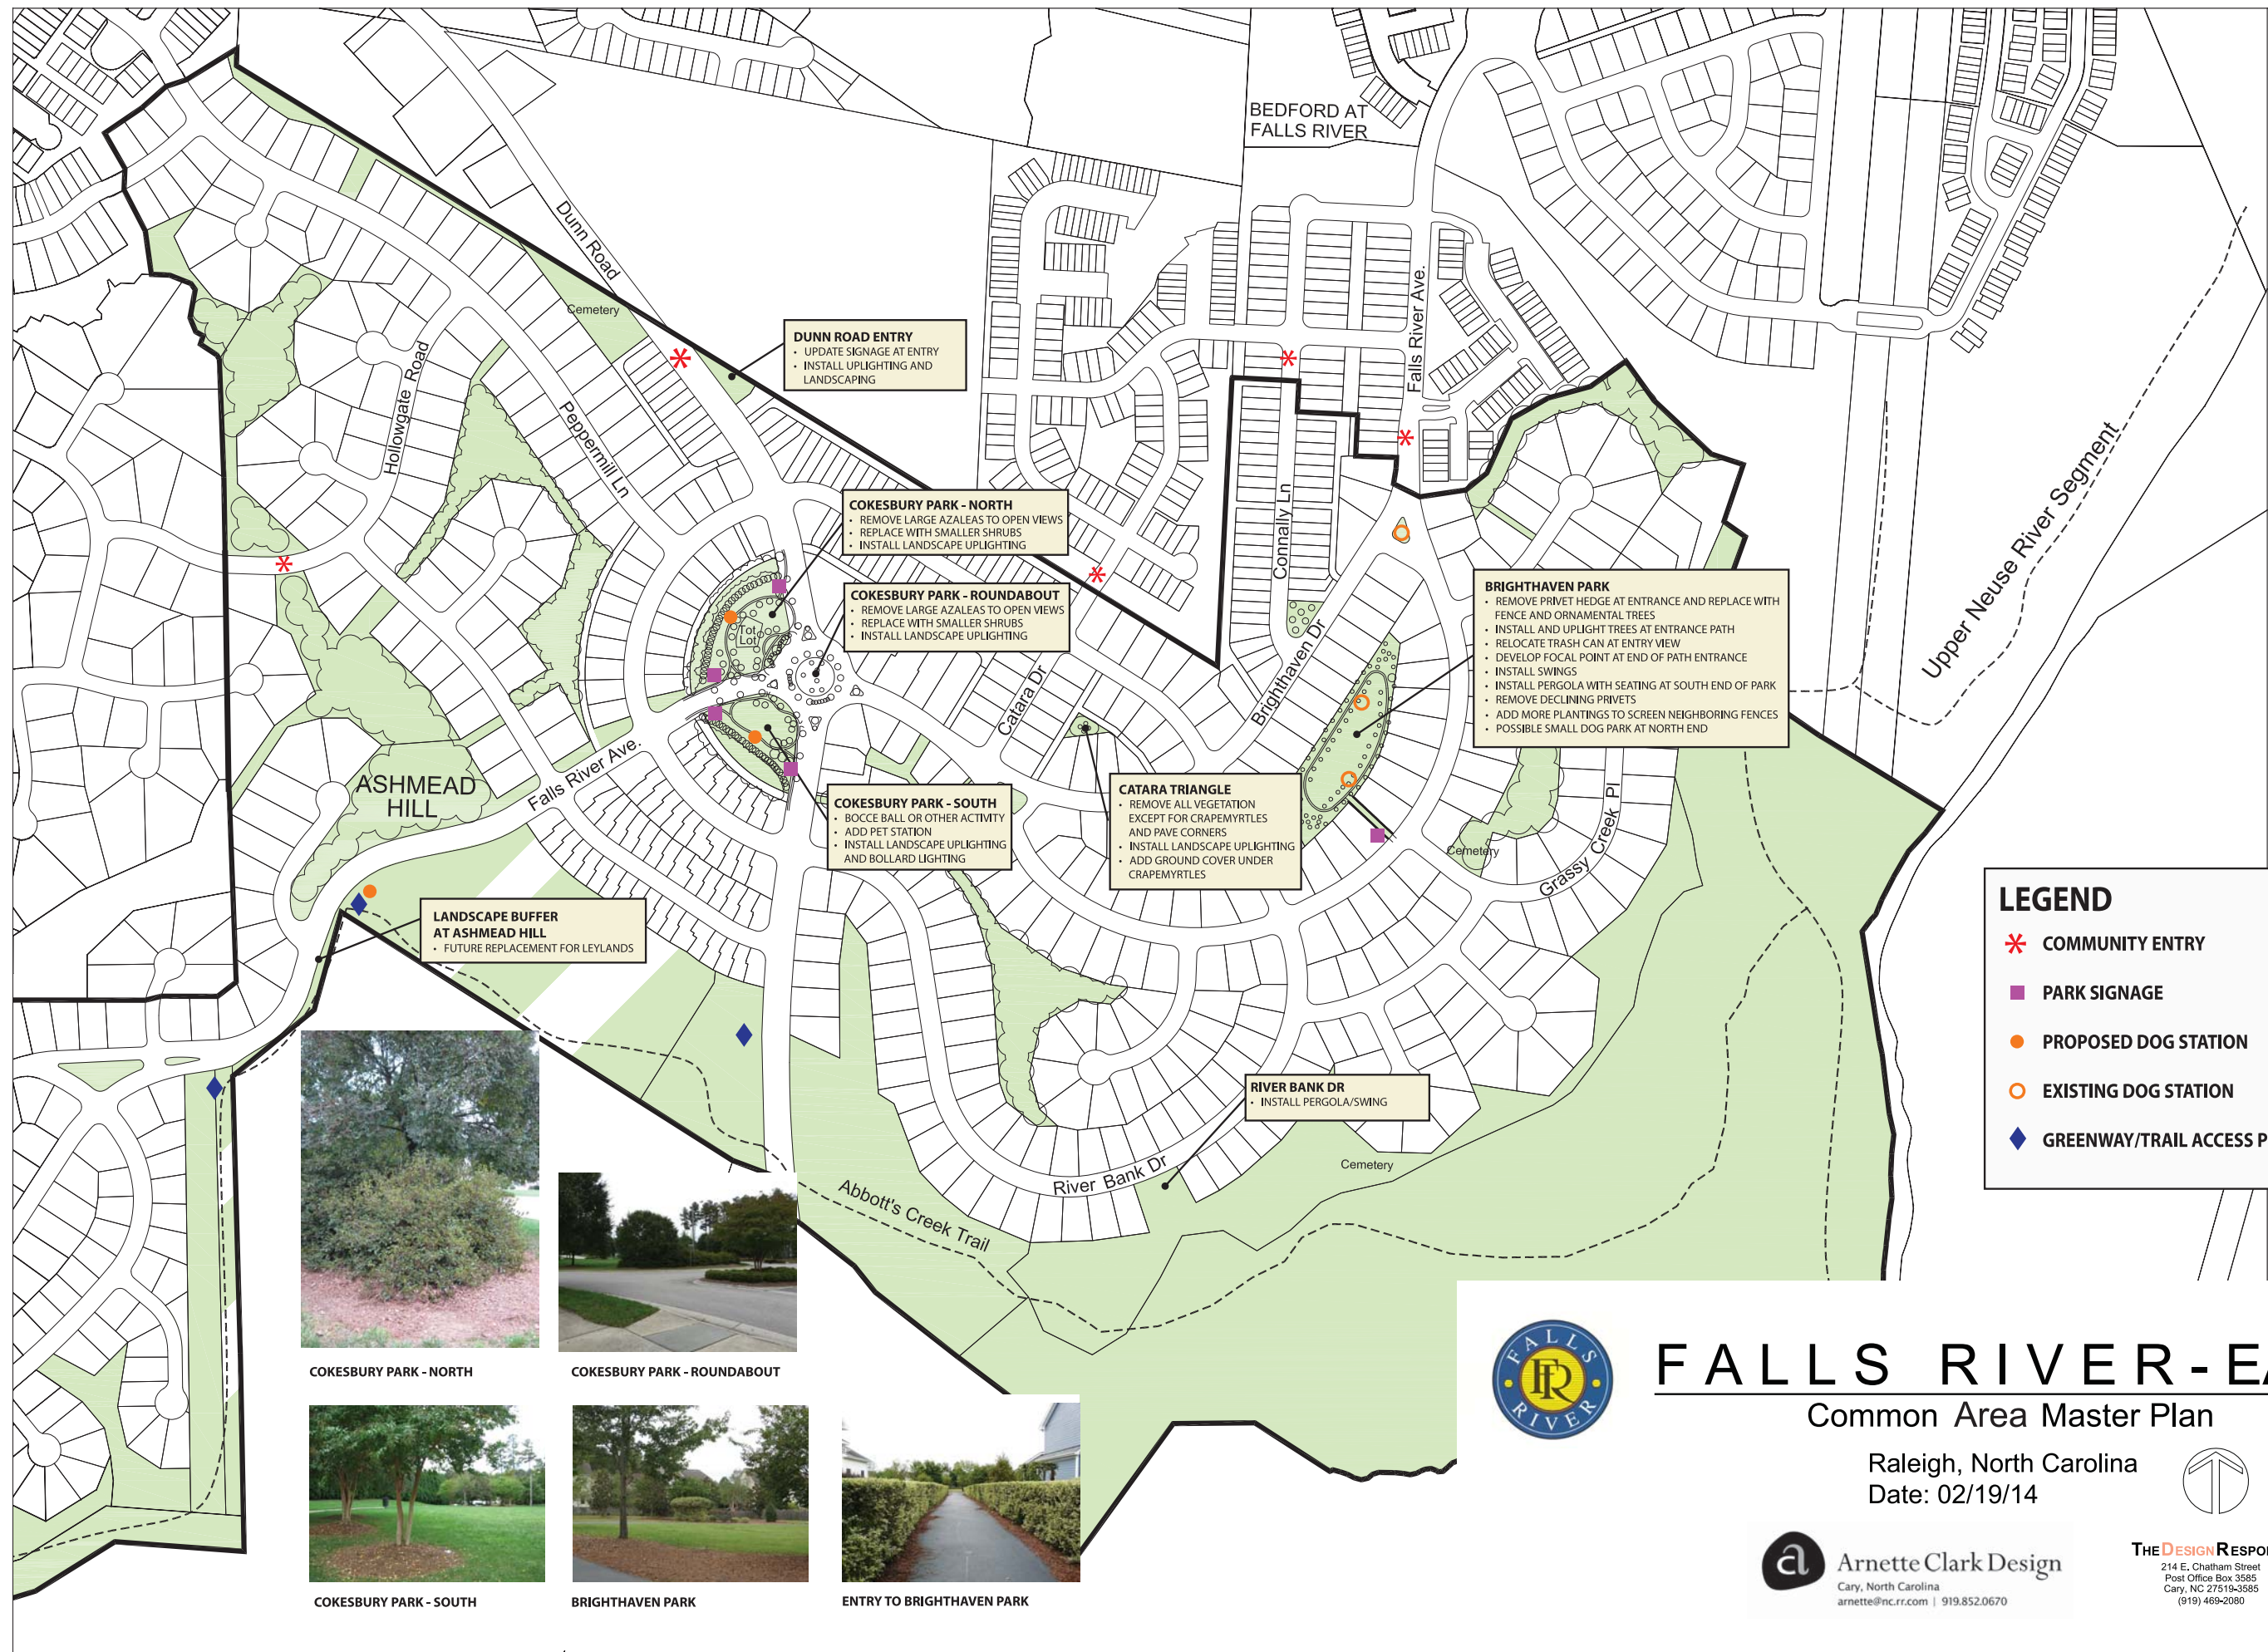 BEDFORD AT
FALLS RIVER
Dunn Road
Cemetery
DUNN ROAD ENTRY
• UPDATE SIGNAGE AT ENTRY
• INSTALL UPLIGHTING AND
LANDSCAPING
Falls River Ave.
Hollowgate Road
Peppermill Ln
Upper Neuse River Segment
COKESBURY PARK - NORTH
• REMOVE LARGE AZALEAS TO OPEN VIEWS
• REPLACE WITH SMALLER SHRUBS
• INSTALL LANDSCAPE UPLIGHTING
Connally Ln
COKESBURY PARK - ROUNDABOUT
• REMOVE LARGE AZALEAS TO OPEN VIEWS
• REPLACE WITH SMALLER SHRUBS
• INSTALL LANDSCAPE UPLIGHTING
Tot
Lot
BRIGHTHAVEN PARK
• REMOVE PRIVET HEDGE AT ENTRANCE AND REPLACE WITH
FENCE AND ORNAMENTAL TREES
• INSTALL AND UPLIGHT TREES AT ENTRANCE PATH
• RELOCATE TRASH CAN AT ENTRY VIEW
• DEVELOP FOCAL POINT AT END OF PATH ENTRANCE
• INSTALL SWINGS
• INSTALL PERGOLA WITH SEATING AT SOUTH END OF PARK
• REMOVE DECLINING PRIVETS
• ADD MORE PLANTINGS TO SCREEN NEIGHBORING FENCES
• POSSIBLE SMALL DOG PARK AT NORTH END
Brighthaven Dr
Catara Dr
ASHMEAD
HILL
Falls River Ave.
COKESBURY PARK - SOUTH
• BOCCE BALL OR OTHER ACTIVITY
• ADD PET STATION
• INSTALL LANDSCAPE UPLIGHTING
AND BOLLARD LIGHTING
CATARA TRIANGLE
• REMOVE ALL VEGETATION
EXCEPT FOR CRAPEMYRTLES
AND PAVE CORNERS
• INSTALL LANDSCAPE UPLIGHTING
• ADD GROUND COVER UNDER
CRAPEMYRTLES
Cemetery
Grassy Creek Pl
LANDSCAPE BUFFER
AT ASHMEAD HILL
• FUTURE REPLACEMENT FOR LEYLANDS
LEGEND
COMMUNITY ENTRY
PARK SIGNAGE
PROPOSED DOG STATION
EXISTING DOG STATION
GREENWAY/TRAIL ACCESS P
RIVER BANK DR
• INSTALL PERGOLA/SWING
Cemetery
River Bank Dr
Abbott's Creek Trail
COKESBURY PARK - NORTH
COKESBURY PARK - ROUNDABOUT
COKESBURY PARK - SOUTH
BRIGHTHAVEN PARK
ENTRY TO BRIGHTHAVEN PARK
FALLS
FR
RIVER
FALLS RIVER-EA
Common Area Master Plan
Raleigh, North Carolina
Date: 02/19/14
a
Arnette Clark Design
Cary, North Carolina
arnette@nc.rr.com | 919.852.0670
THE DESIGN RESPO
214 E. Chatham Street
Post Office Box 3585
Cary, NC 27519-3585
(919) 469-2080